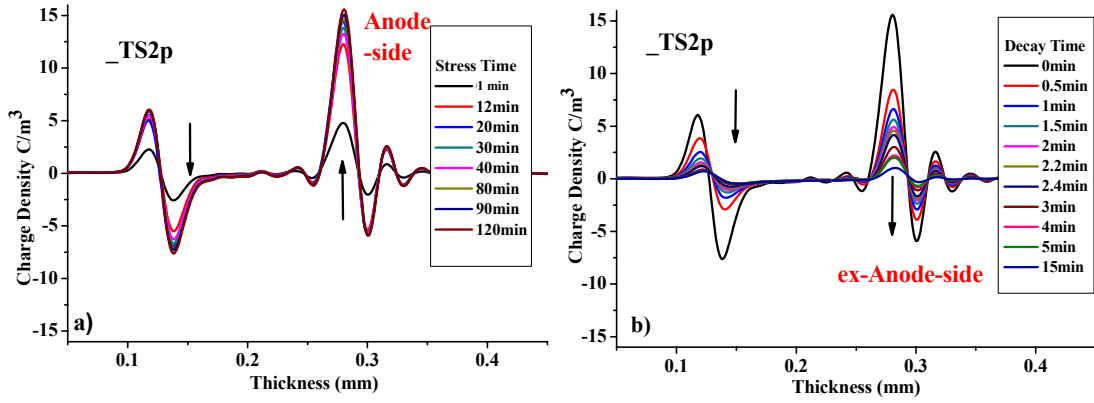 _TS2p
Anode
-side
Stress Time
1 min
12min
20min
30min
40min
80min
90min
120min
Charge Density C/m³
15
10
5
0
-5
-10
-15
a)
0.1
0.2
0.3
0.4
Thickness (mm)
_TS2p
Decay Time
0min
0.5min
1min
1.5min
2min
2.2min
2.4min
3min
4min
5min
15min
ex-Anode-side
Charge Density C/m³
15
10
5
0
-5
-10
-15
b)
0.1
0.2
0.3
0.4
Thickness (mm)